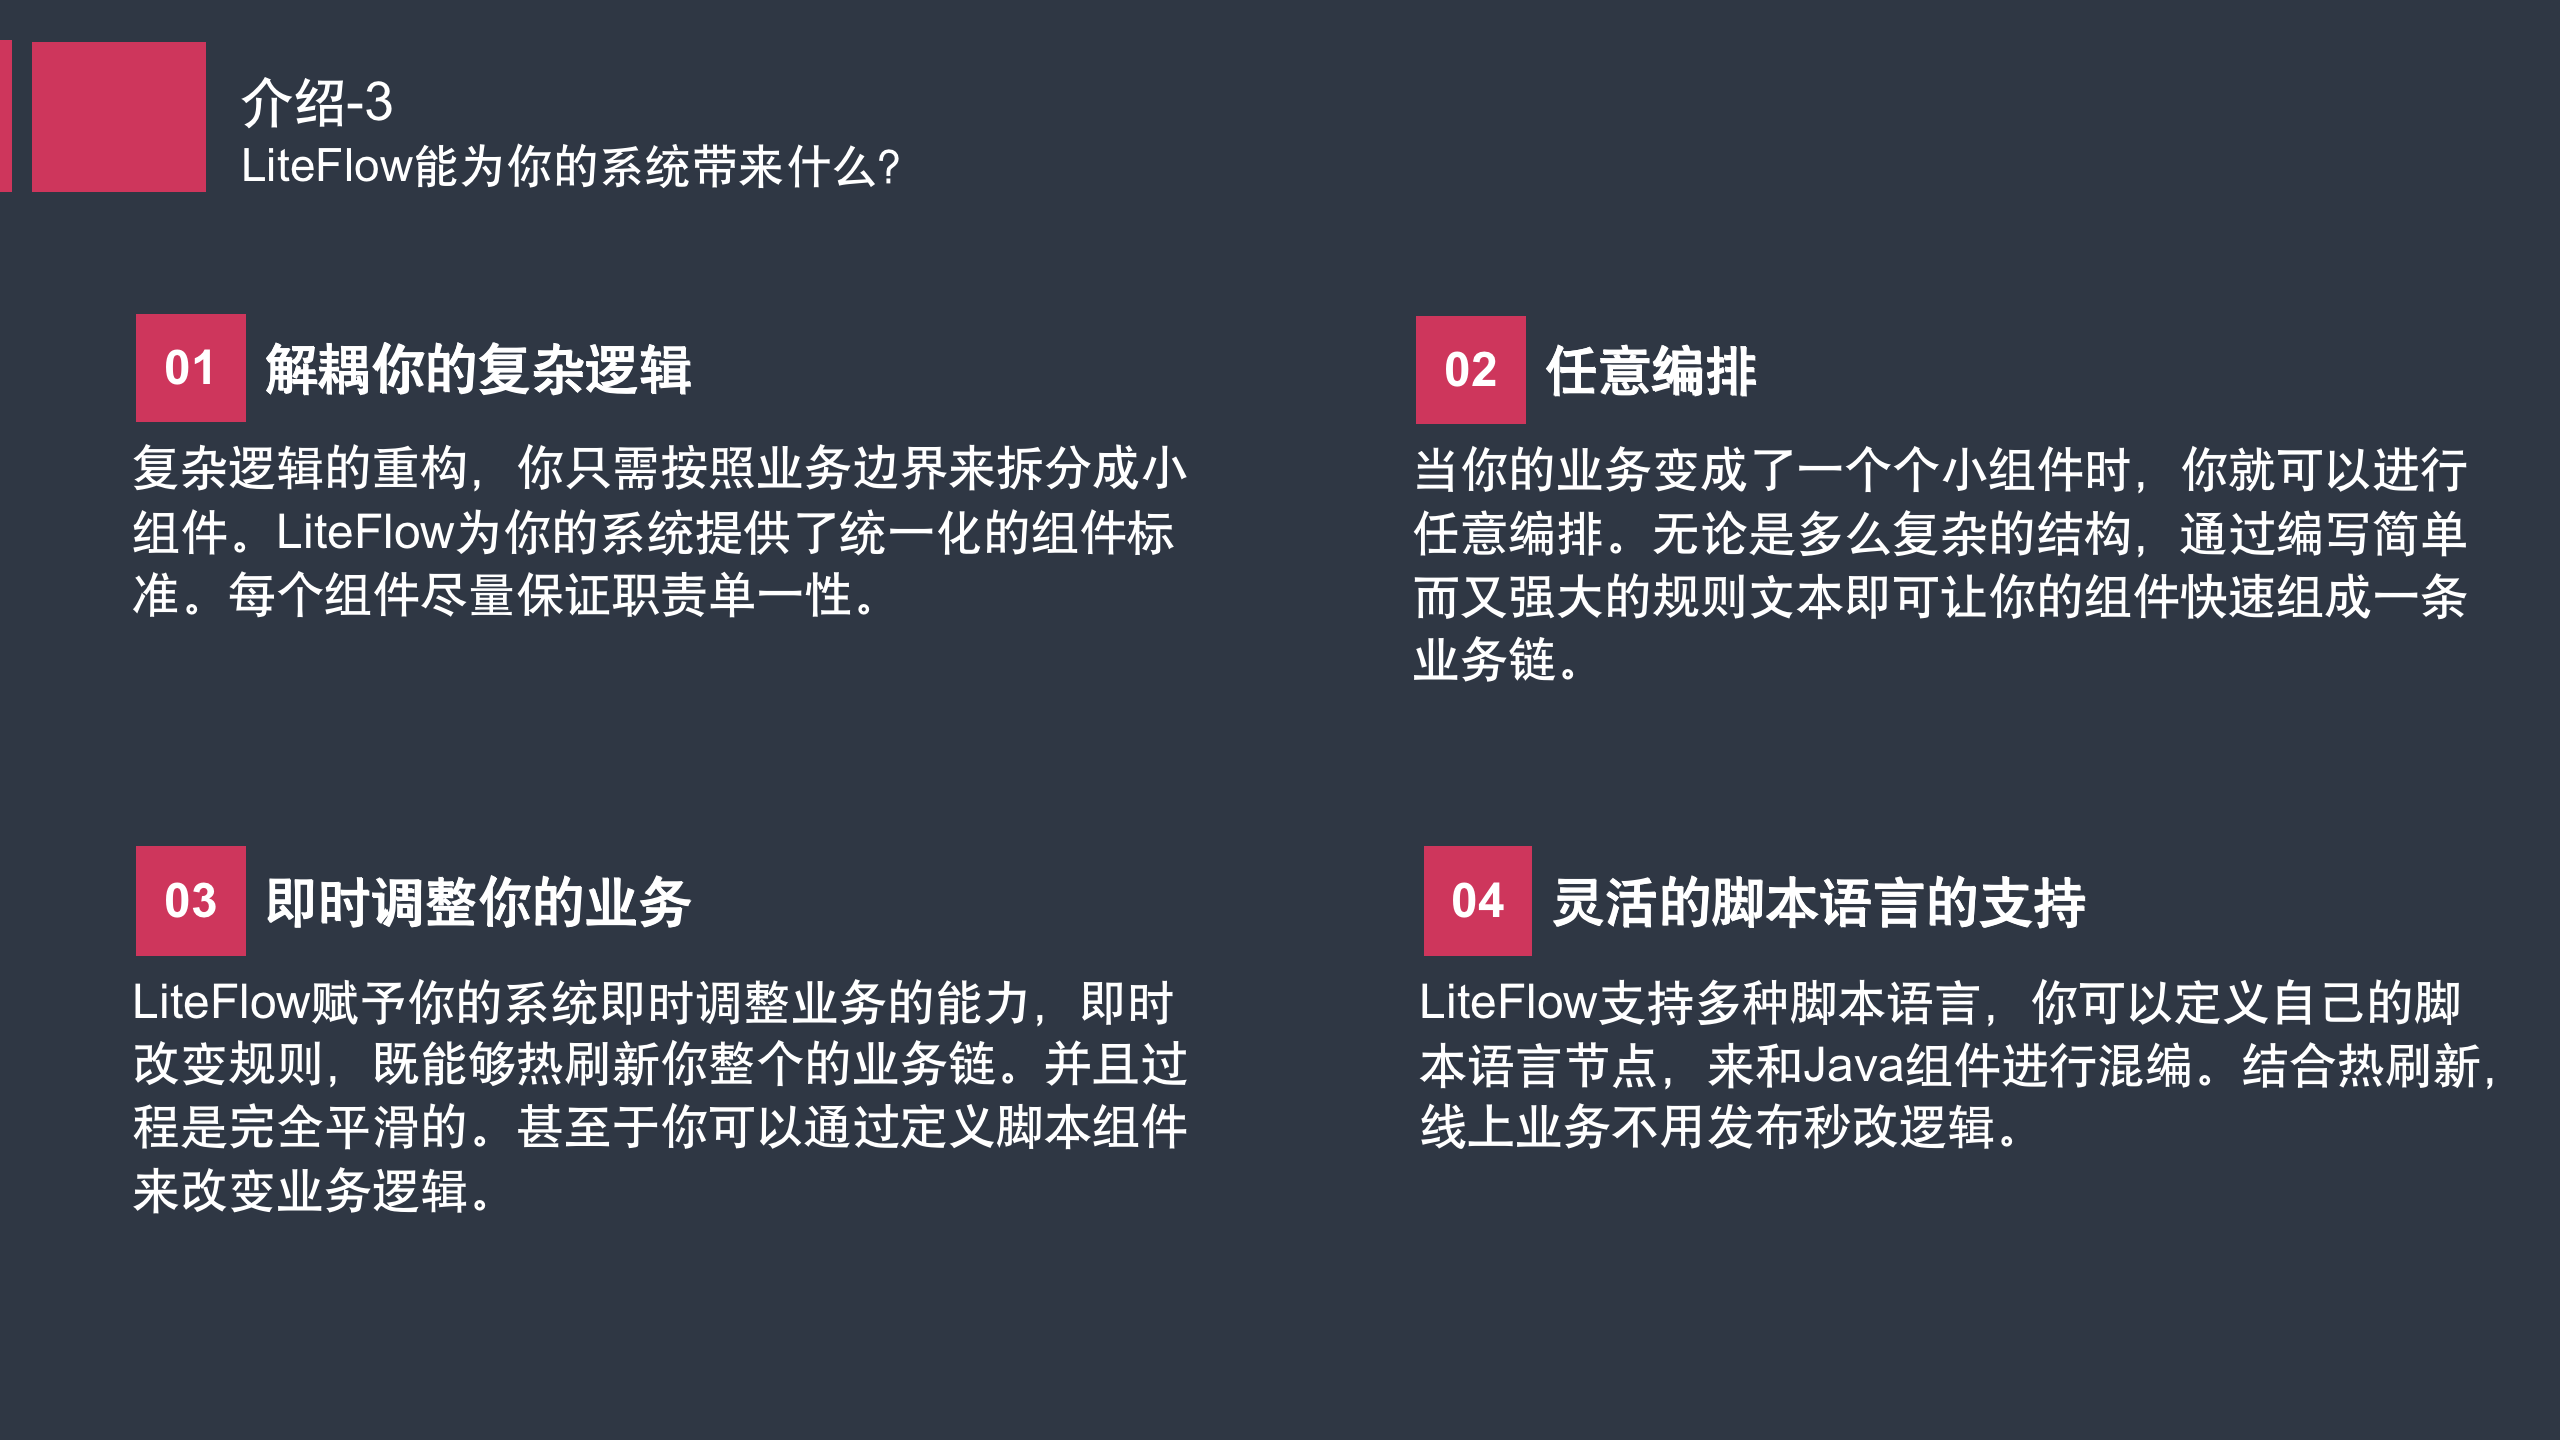 介绍-3
LiteFlow能为你的系统带来什么?
01
解耦你的复杂逻辑
复杂逻辑的重构，你只需按照业务边界来拆分成小
组件。LiteFlow为你的系统提供了统一化的组件标
准。每个组件尽量保证职责单一性。
02
任意编排
当你的业务变成了一个个小组件时，你就可以进行
任意编排。无论是多么复杂的结构，通过编写简单
而又强大的规则文本即可让你的组件快速组成一条
业务链。
03
即时调整你的业务
LiteFlow赋予你的系统即时调整业务的能力，即时
改变规则，既能够热刷新你整个的业务链。并且过
程是完全平滑的。甚至于你可以通过定义脚本组件
来改变业务逻辑。
04
灵活的脚本语言的支持
LiteFlow支持多种脚本语言，你可以定义自己的脚
本语言节点，来和Java组件进行混编。结合热刷新，
线上业务不用发布秒改逻辑。